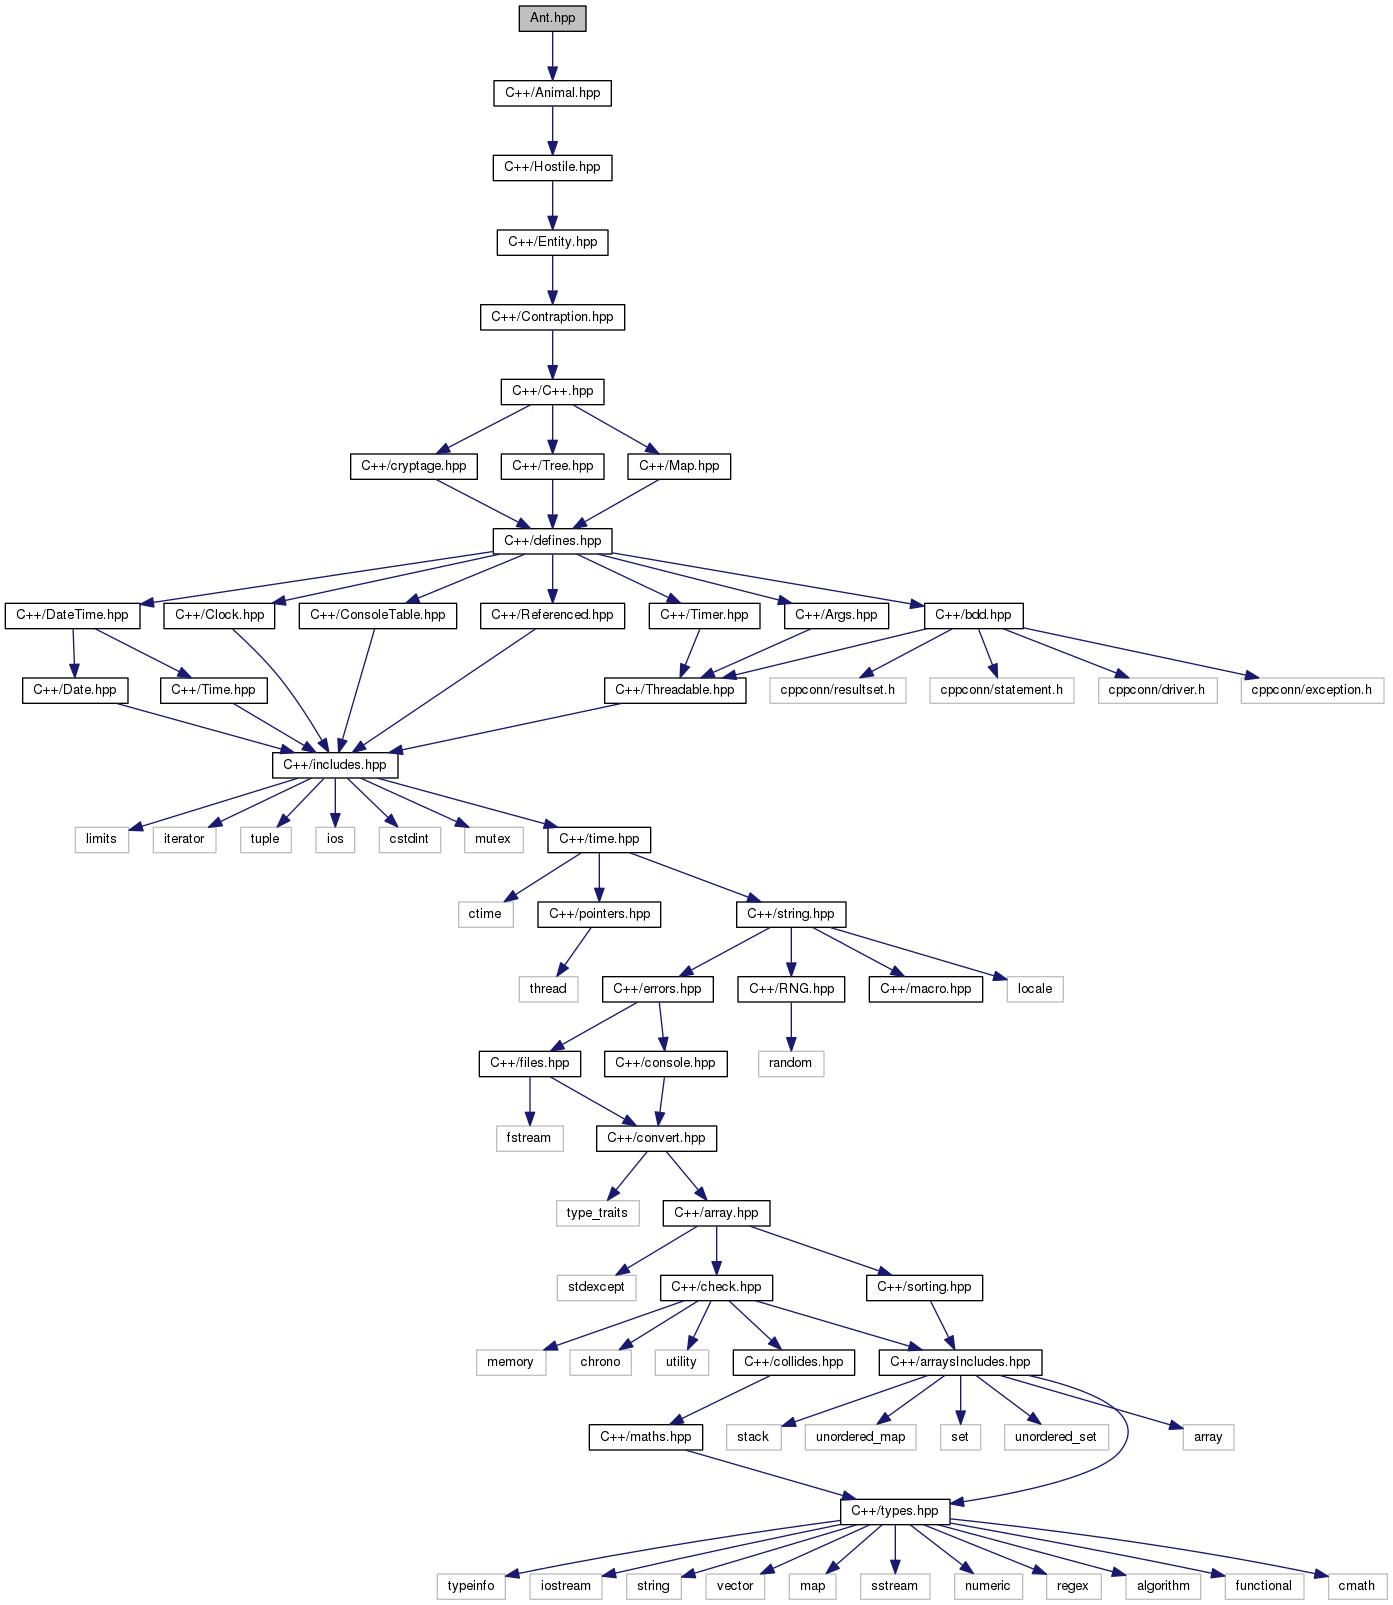 Ant.hpp
C++/Animal.hpp
C++/Hostile.hpp
C++/Entity.hpp
C++/Contraption.hpp
C++/C++.hpp
C++/cryptage.hpp
C++/Tree.hpp
C++/Map.hpp
C++/defines.hpp
C++/DateTime.hpp
C++/Clock.hpp
C++/ConsoleTable.hpp
C++/Referenced.hpp
C++/Timer.hpp
C++/Args.hpp
C++/bdd.hpp
C++/Date.hpp
C++/Time.hpp
C++/Threadable.hpp
cppconn/resultset.h
cppconn/statement.h
cppconn/driver.h
cppconn/exception.h
C++/includes.hpp
limits
iterator
tuple
ios
cstdint
mutex
C++/time.hpp
ctime
C++/pointers.hpp
C++/string.hpp
thread
C++/errors.hpp
C++/RNG.hpp
C++/macro.hpp
locale
C++/files.hpp
C++/console.hpp
random
fstream
C++/convert.hpp
type_traits
C++/array.hpp
stdexcept
C++/check.hpp
C++/sorting.hpp
memory
chrono
utility
C++/collides.hpp
C++/arraysIncludes.hpp
C++/maths.hpp
stack
unordered_map
set
unordered_set
array
C++/types.hpp
typeinfo
iostream
string
vector
map
sstream
numeric
regex
algorithm
functional
cmath